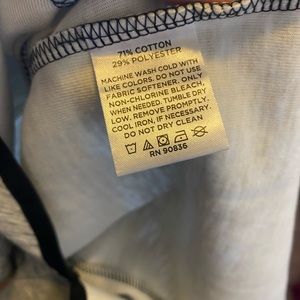 71% COTTON
29% POLYESTER
MACHINE WASH COLD WITH
LIKE COLORS. DO NOT USE
FABRIC SOFTENER. ONLY
NON-CHLORINE BLEACH,
WHEN NEEDED. TUMBLE DRY
LOW. REMOVE PROMPTLY.
COOL IRON, IF NECESSARY.
DO NOT DRY CLEAN
RN 90836